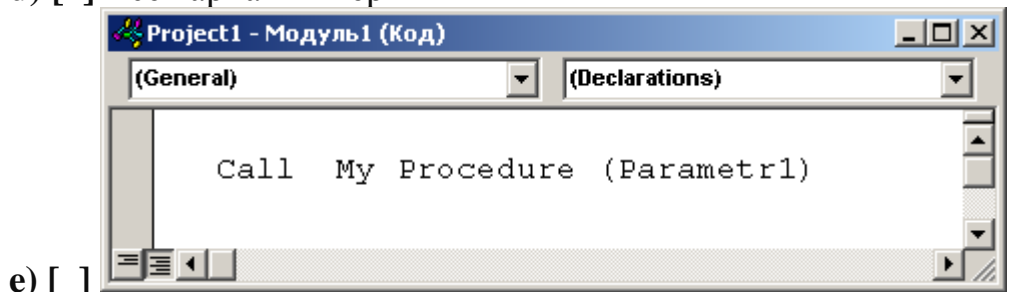 Project1 - Модуль1 (Код)
(General) (Declarations)
Call My Procedure (Parametr1)
e) [ ]